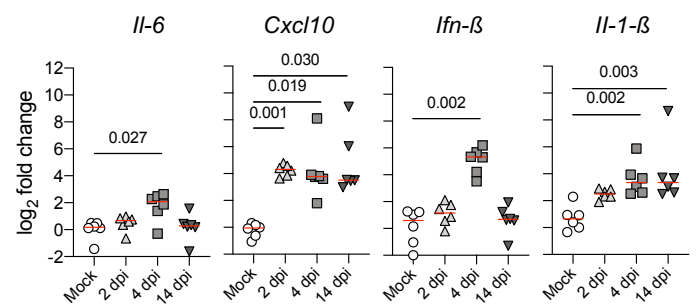 Il-6
Cxcl10
Ifn-ß
Il-1-ß
log2 fold change
12
10
8
6
4
2
0
-2
0.027
0.030
0.019
0.001
0.002
0.003
0.002
Mock
2 dpi
4 dpi
14 dpi
Mock
2 dpi
4 dpi
14 dpi
Mock
2 dpi
4 dpi
14 dpi
Mock
2 dpi
4 dpi
14 dpi